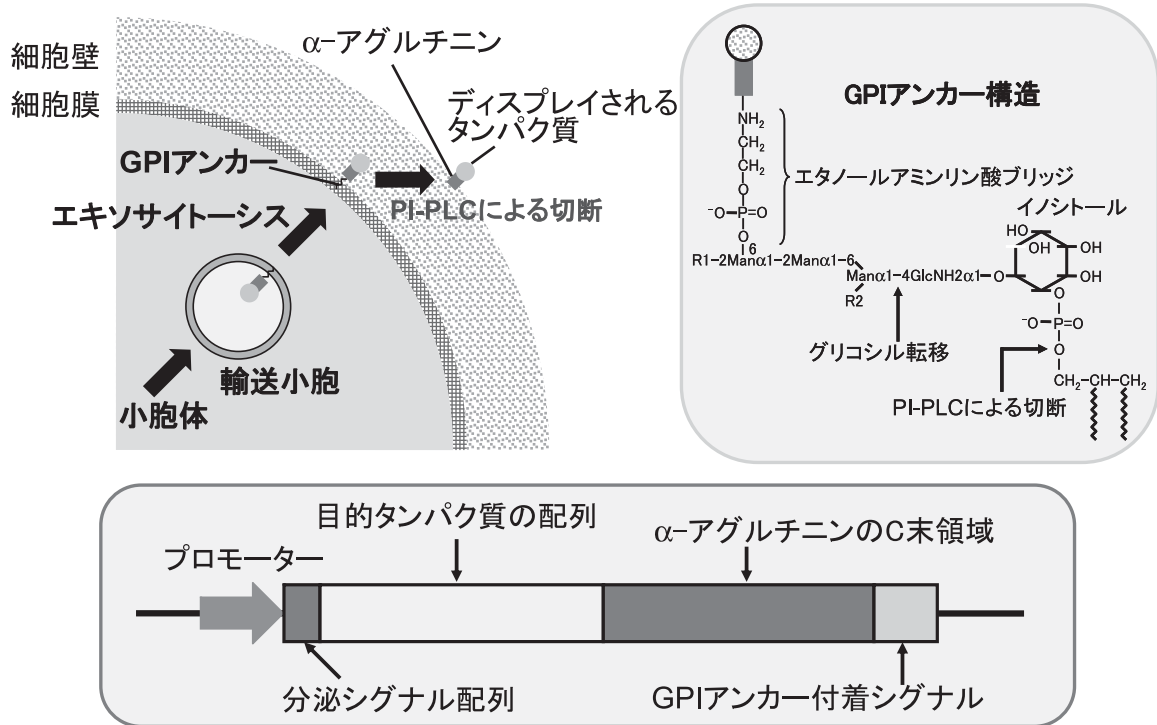 細胞壁
細胞膜
α-アグルチニン
ディスプレイされる
タンパク質
GPIアンカー
エキソサイトーシス
PI-PLCによる切断
輸送小胞
小胞体
GPIアンカー構造
NH2
CH2
CH2
O
⁻O-P=O
O
エタノールアミンリン酸ブリッジ
イノシトール
6
R1-2Manα1-2Manα1-6
Manα1-4GlcNH2α1-O
R2
HO
OH
OH
OH
O
⁻O-P=O
O
CH2-CH-CH2
グリコシル転移
PI-PLCによる切断
目的タンパク質の配列
α-アグルチニンのC末領域
プロモーター
分泌シグナル配列
GPIアンカー付着シグナル